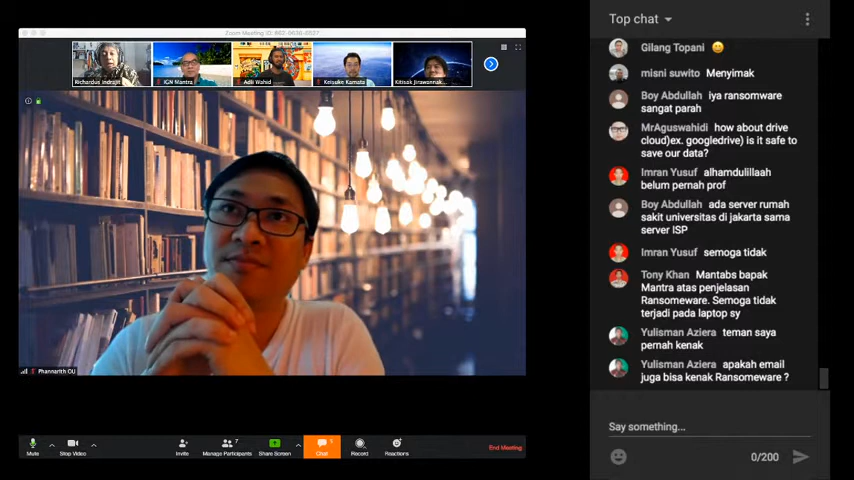 Zoom Meeting ID: 862-0636-6527
Richardus Indrajit
IGN Mantra
Adli Wahid
Keisuke Kamata
Kitisak Jirawonnak...
Phannarith OU
Mute
Stop Video
Invite
7
Manage Participants
Share Screen
Chat
Record
Reactions
End Meeting
Top chat
Gilang Topani
misni suwito Menyimak
Boy Abdullah iya ransomware
sangat parah
MrAguswahidi how about drive
cloud)ex. googledrive) is it safe to
save our data?
Imran Yusuf alhamdulillaah
belum pernah prof
Boy Abdullah ada server rumah
sakit universitas di jakarta sama
server ISP
Imran Yusuf semoga tidak
Tony Khan Mantabs bapak
Mantra atas penjelasan
Ransomeware. Semoga tidak
terjadi pada laptop sy
Yulisman Aziera teman saya
pernah kenak
Yulisman Aziera apakah email
juga bisa kenak Ransomeware ?
Say something...
0/200